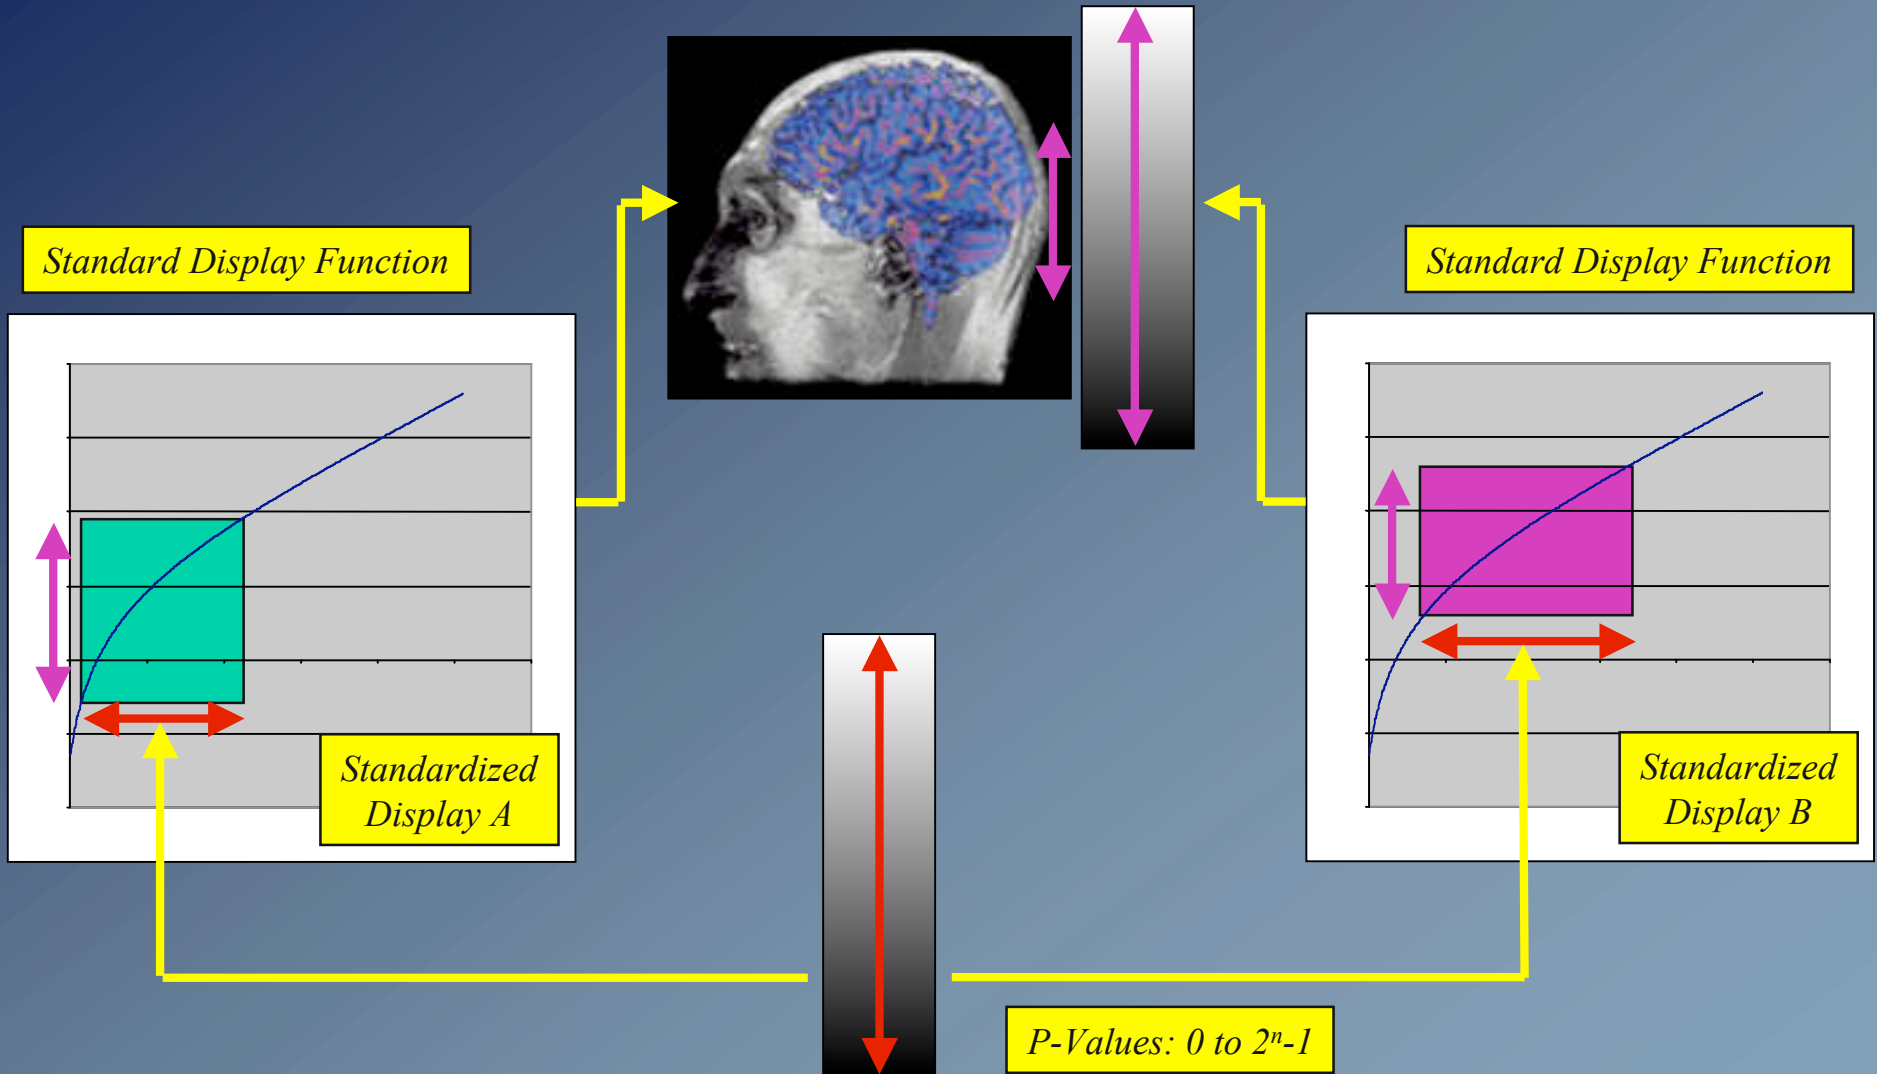 Standard Display Function
Standard Display Function
Standardized
Display A
Standardized
Display B
P-Values: 0 to 2ⁿ-1